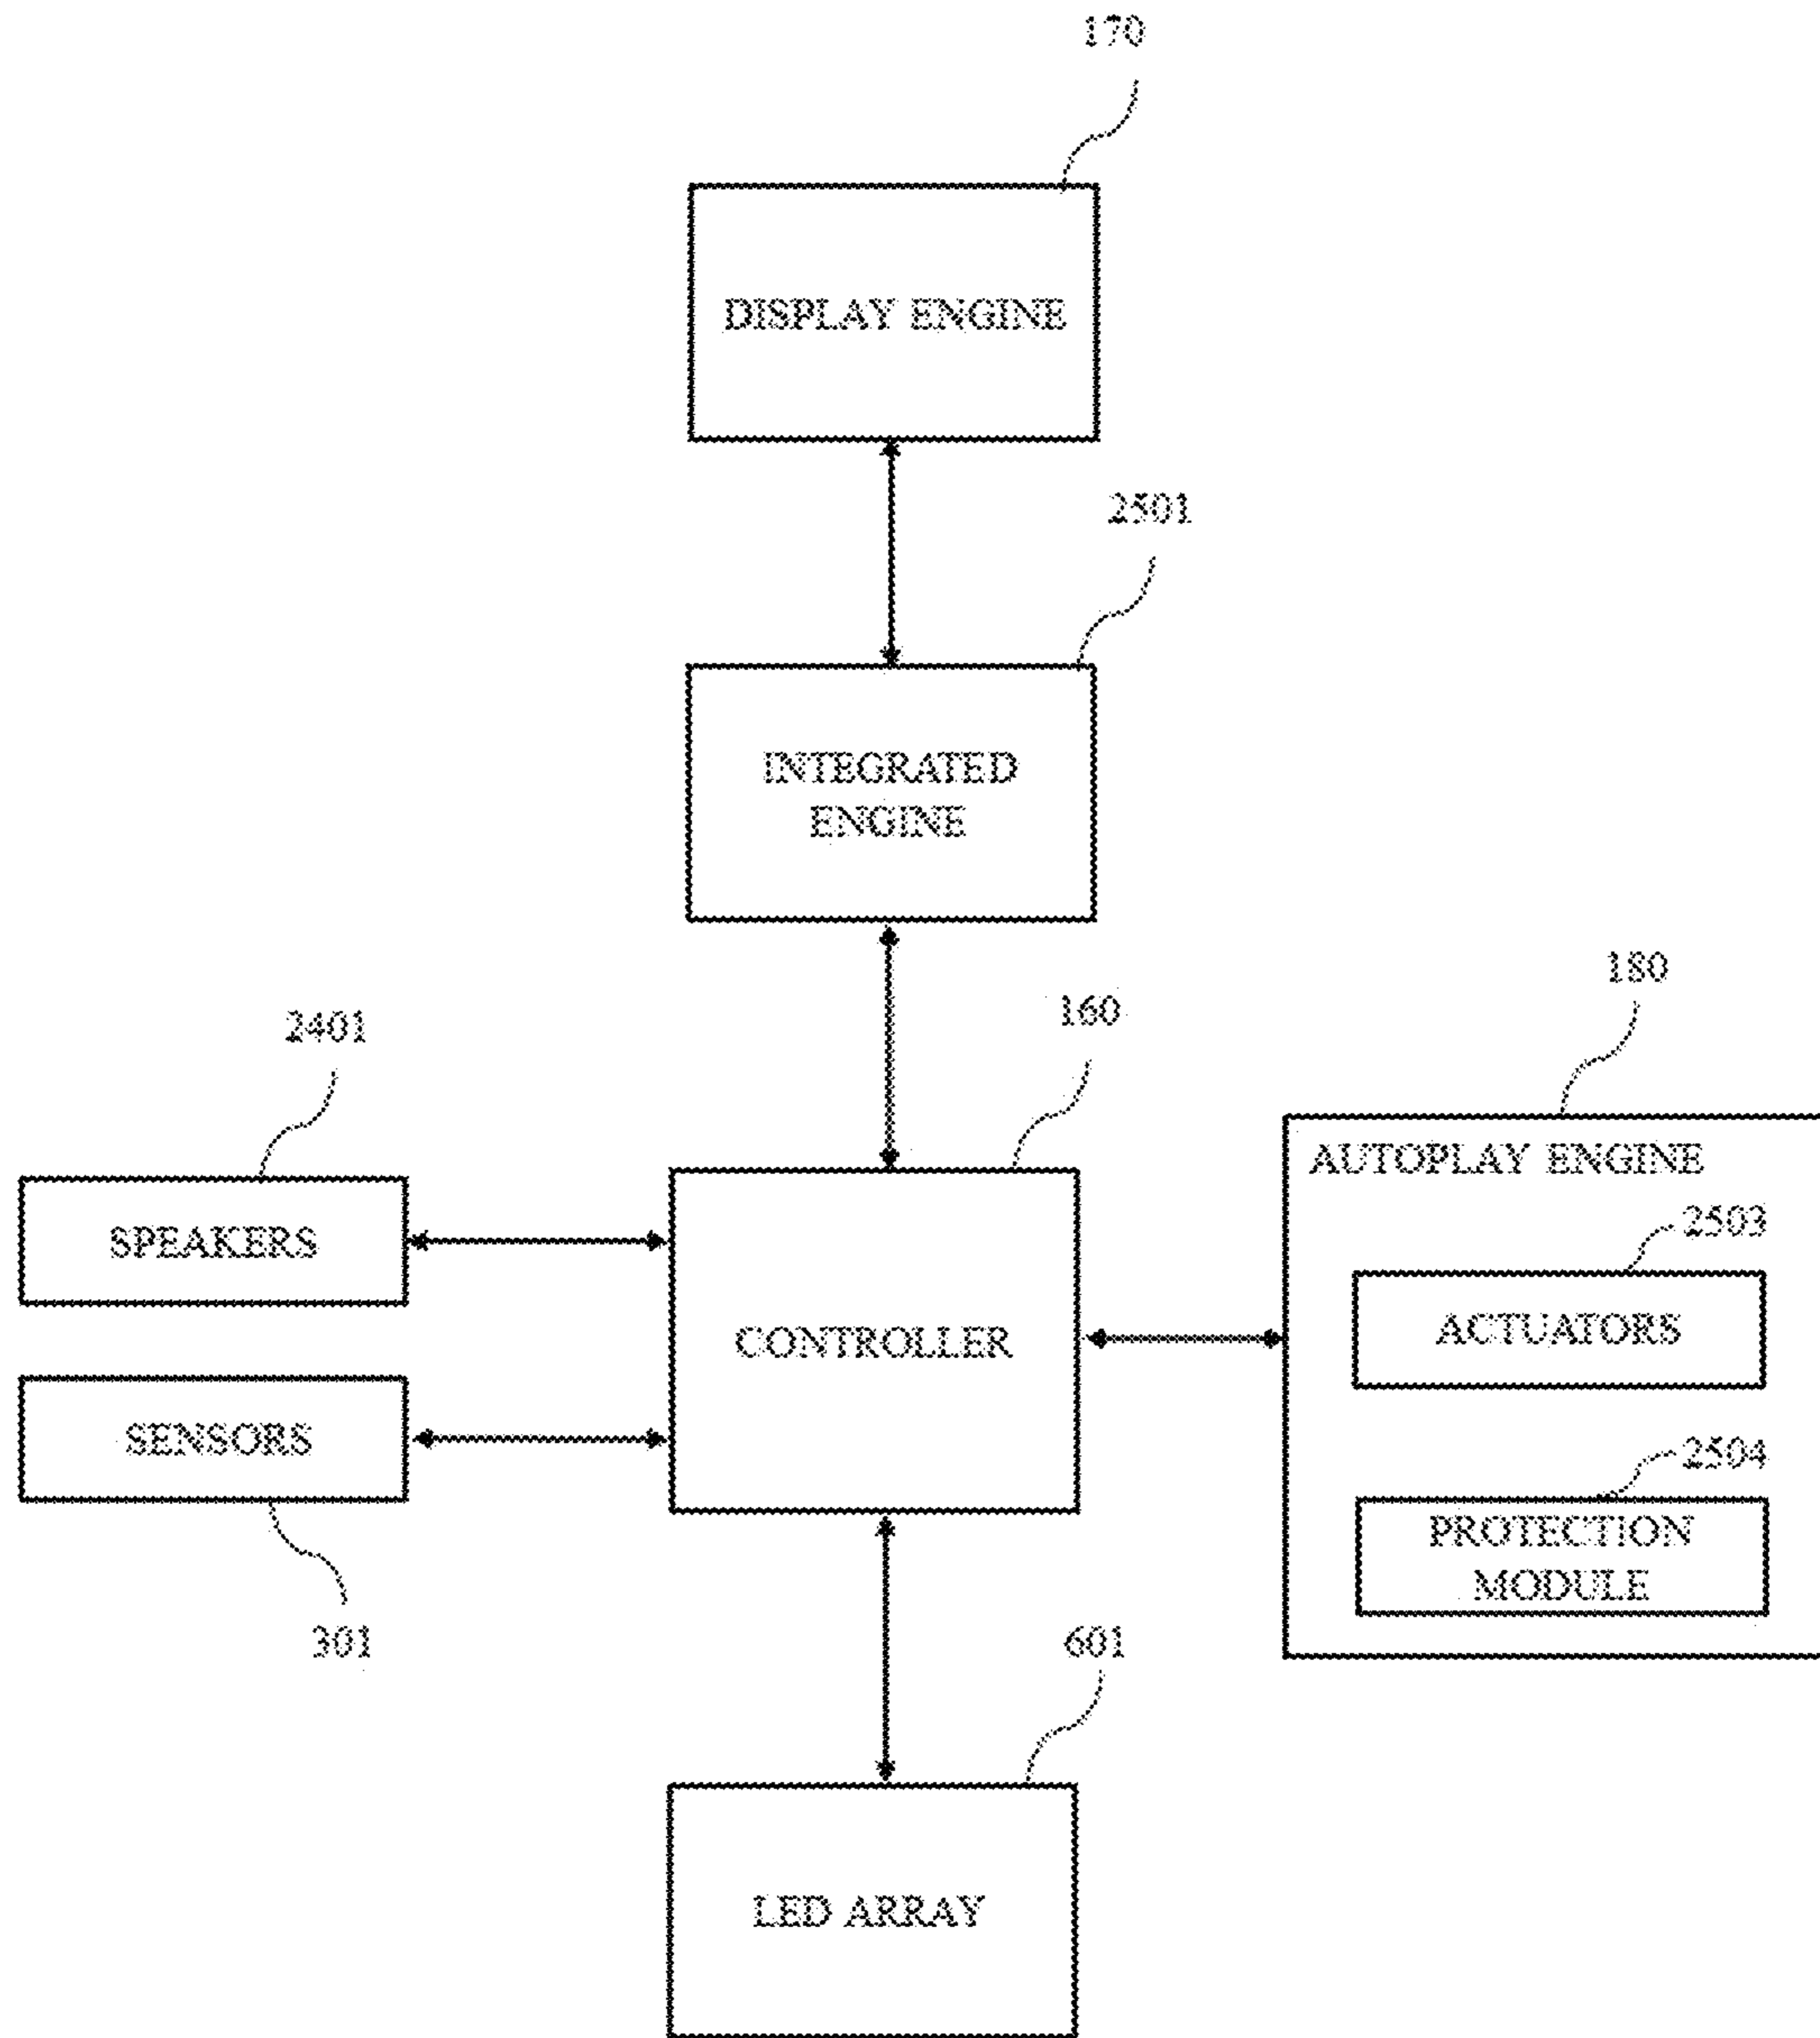 170
DISPLAY ENGINE
2501
INTEGRATED
ENGINE
180
160
2401
AUTOPLAY ENGINE
2503
SPEAKERS
ACTUATORS
CONTROLLER
SENSORS
2504
PROTECTION
MODULE
301
601
LED ARRAY